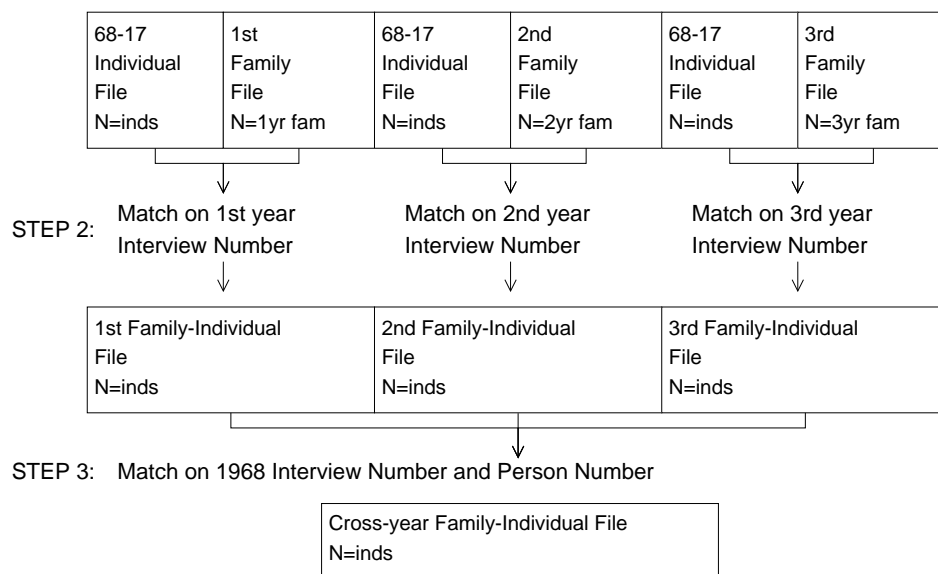 68-17
Individual
File
N=inds
1st
Family
File
N=1yr fam
68-17
Individual
File
N=inds
2nd
Family
File
N=2yr fam
68-17
Individual
File
N=inds
3rd
Family
File
N=3yr fam
STEP 2:
Match on 1st year
Interview Number
Match on 2nd year
Interview Number
Match on 3rd year
Interview Number
1st Family-Individual
File
N=inds
2nd Family-Individual
File
N=inds
3rd Family-Individual
File
N=inds
STEP 3: Match on 1968 Interview Number and Person Number
Cross-year Family-Individual File
N=inds